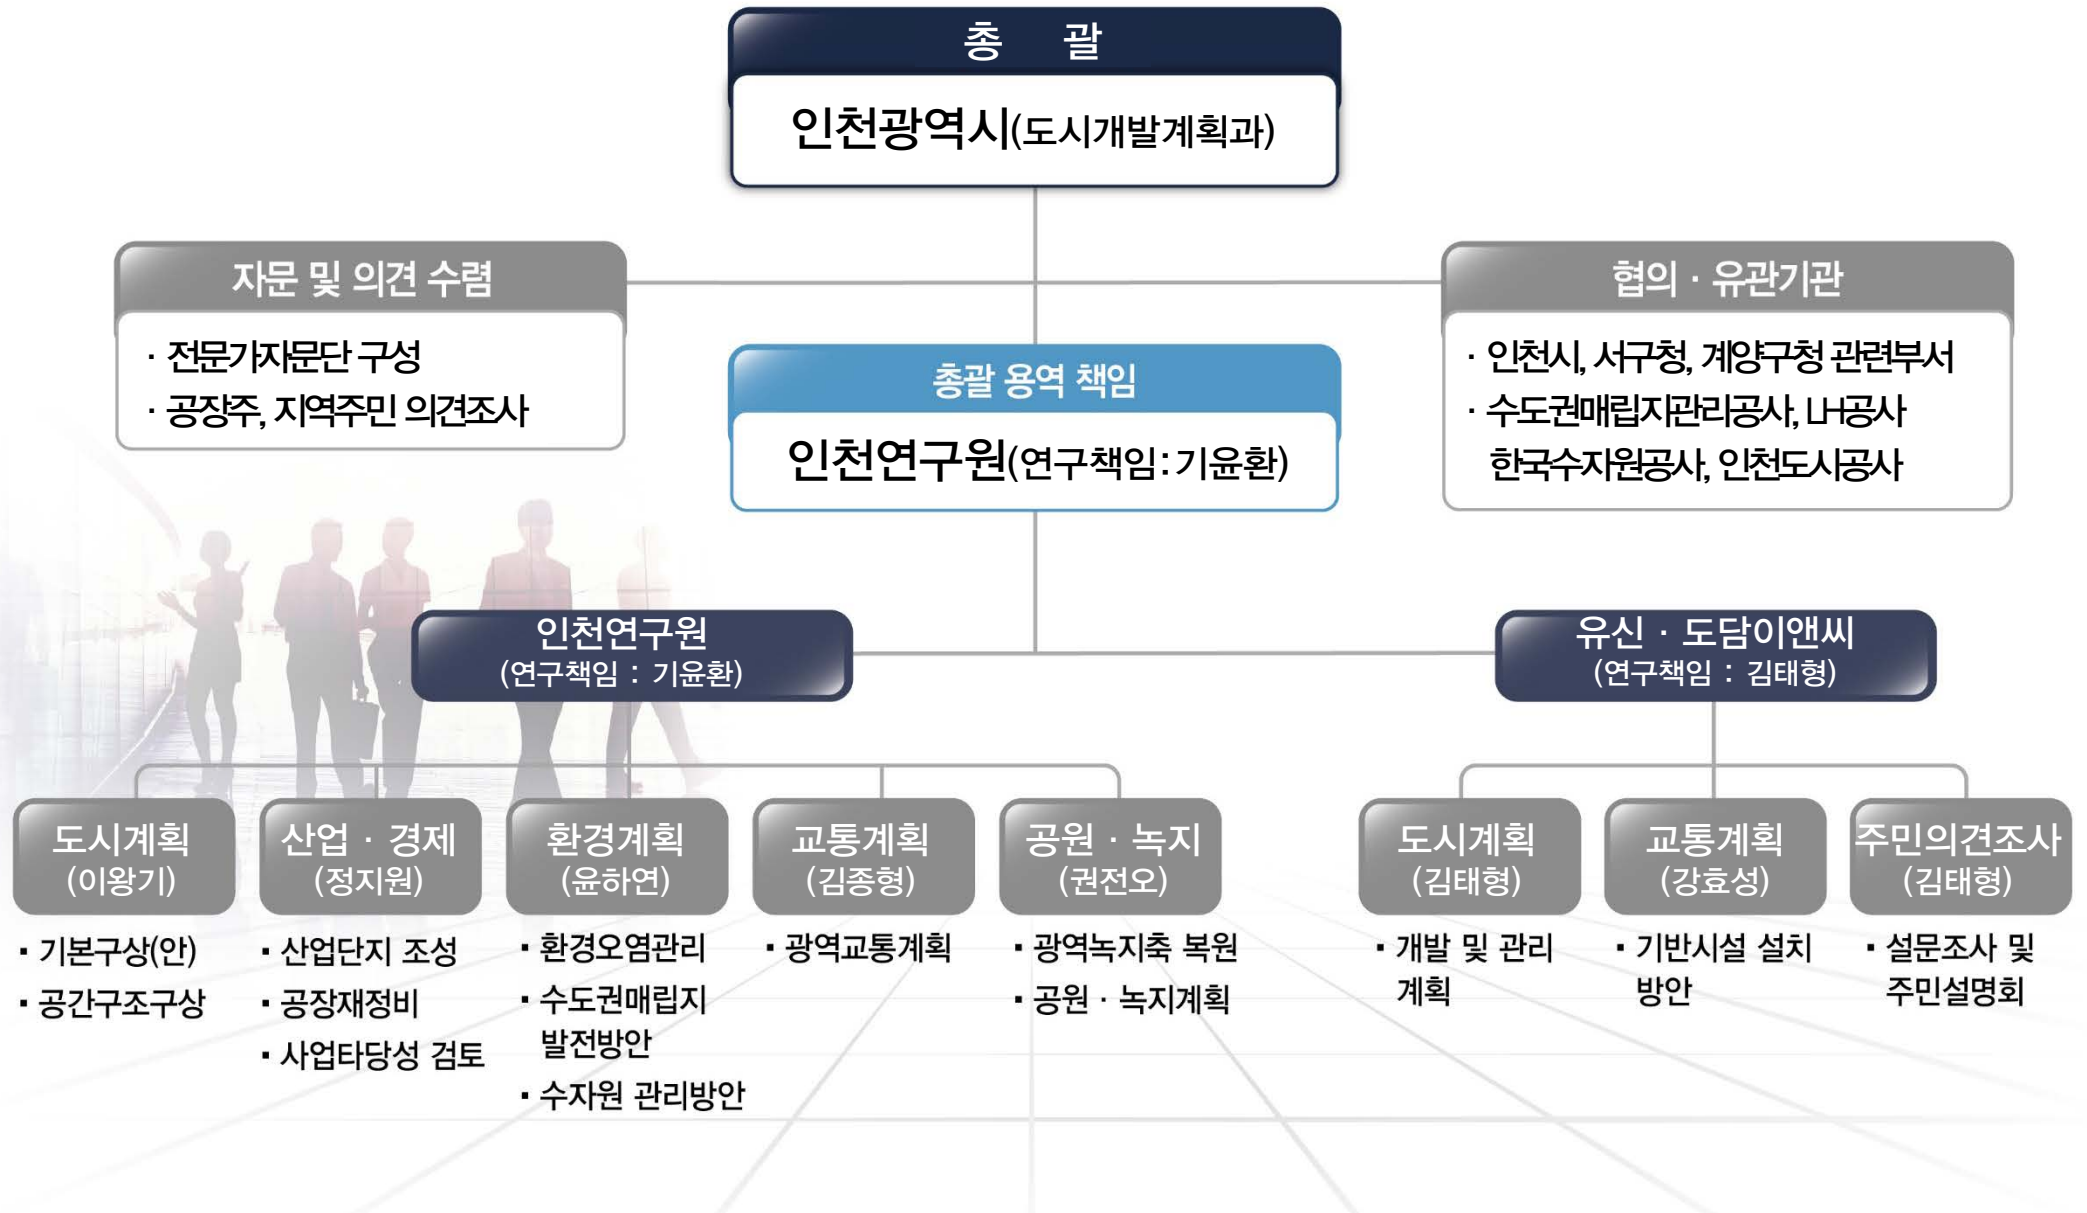 총 괄
인천광역시(도시개발계획과)
자문 및 의견 수렴
· 전문가자문단 구성
· 공장주, 지역주민 의견조사
협의 · 유관기관
· 인천시, 서구청, 계양구청 관련부서
· 수도권매립지관리공사, LH공사
한국수자원공사, 인천도시공사
총괄 용역 책임
인천연구원(연구책임:기윤환)
인천연구원
(연구책임 : 기윤환)
유신 · 도담이앤씨
(연구책임 : 김태형)
도시계획
(이왕기)
▪ 기본구상(안)
▪ 공간구조구상
산업 · 경제
(정지원)
▪ 산업단지 조성
▪ 공장재정비
▪ 사업타당성 검토
환경계획
(윤하연)
▪ 환경오염관리
▪ 수도권매립지
발전방안
▪ 수자원 관리방안
교통계획
(김종형)
▪ 광역교통계획
공원 · 녹지
(권전오)
▪ 광역녹지축 복원
▪ 공원 · 녹지계획
도시계획
(김태형)
▪ 개발 및 관리
계획
교통계획
(강효성)
▪ 기반시설 설치
방안
주민의견조사
(김태형)
▪ 설문조사 및
주민설명회